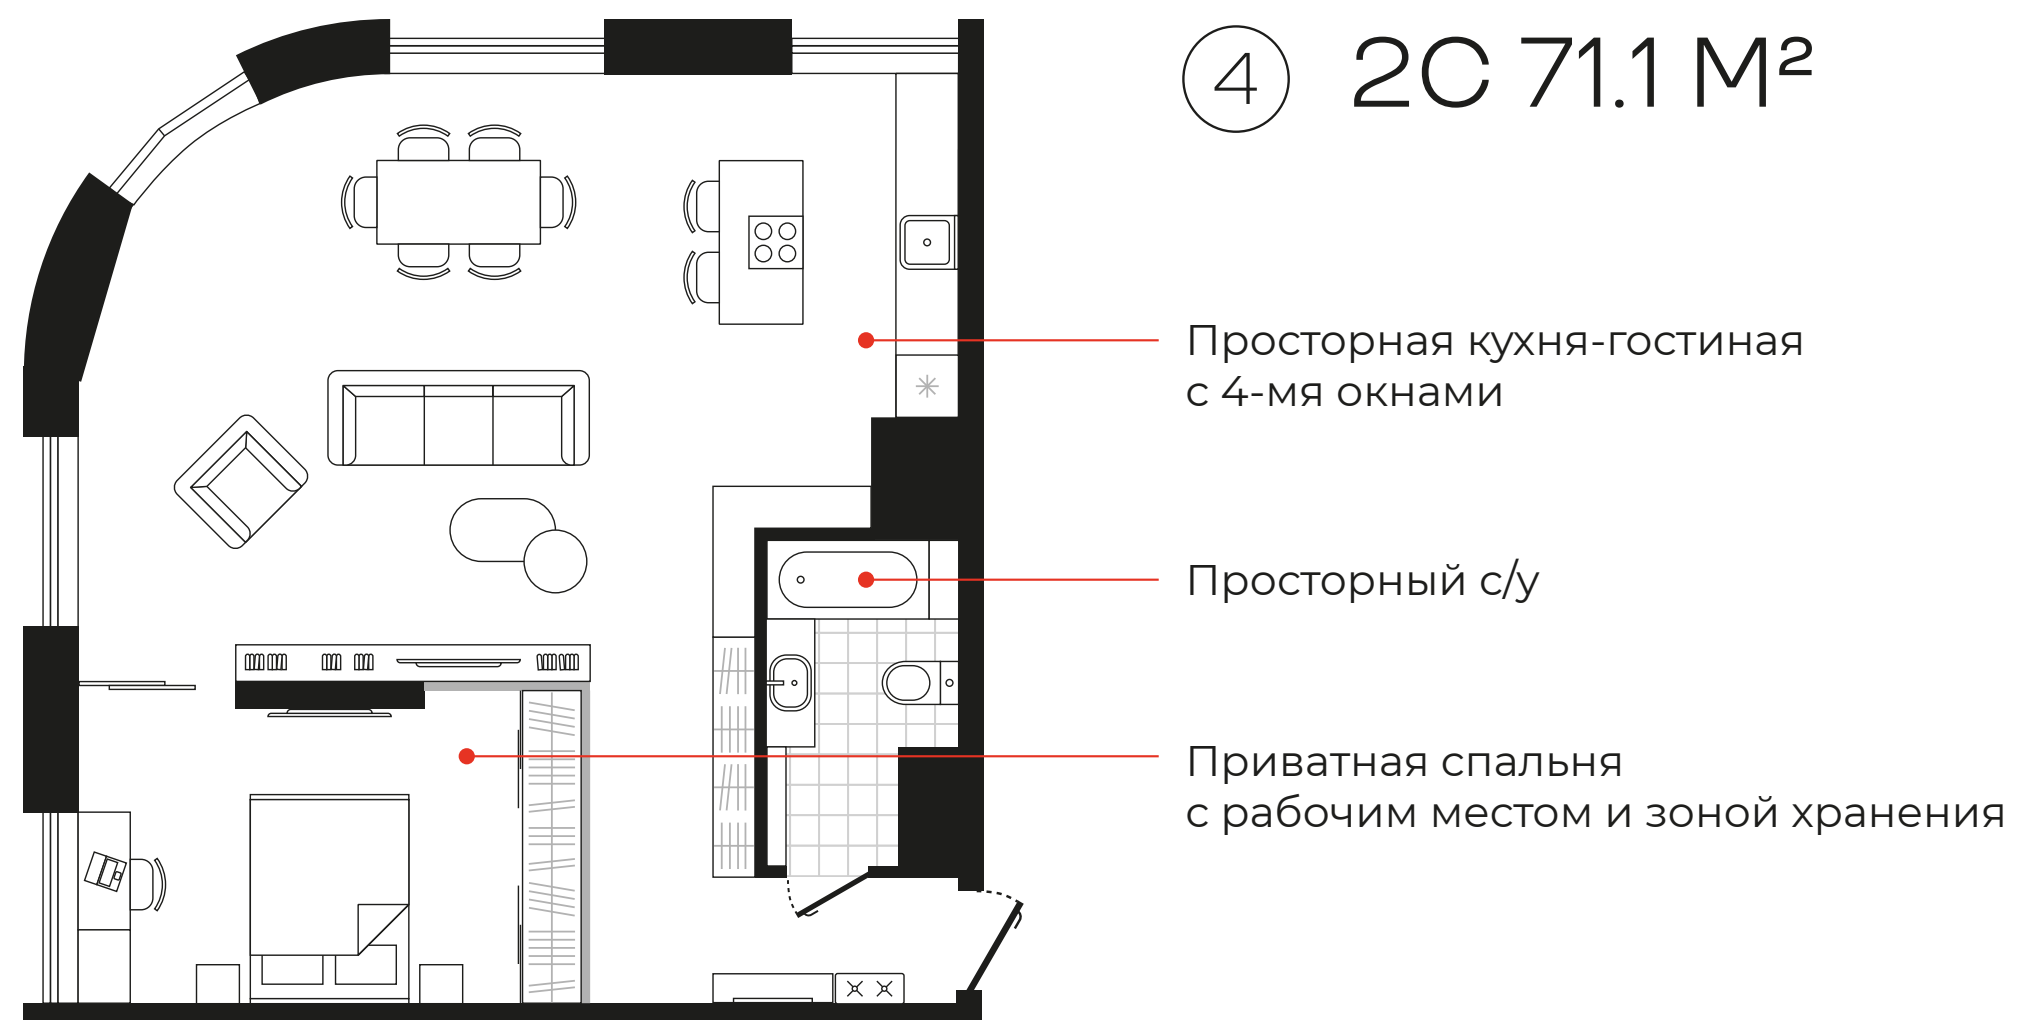 4 2С 71.1 М²
Просторная кухня-гостиная
с 4-мя окнами
Просторный с/у
Приватная спальня
с рабочим местом и зоной хранения